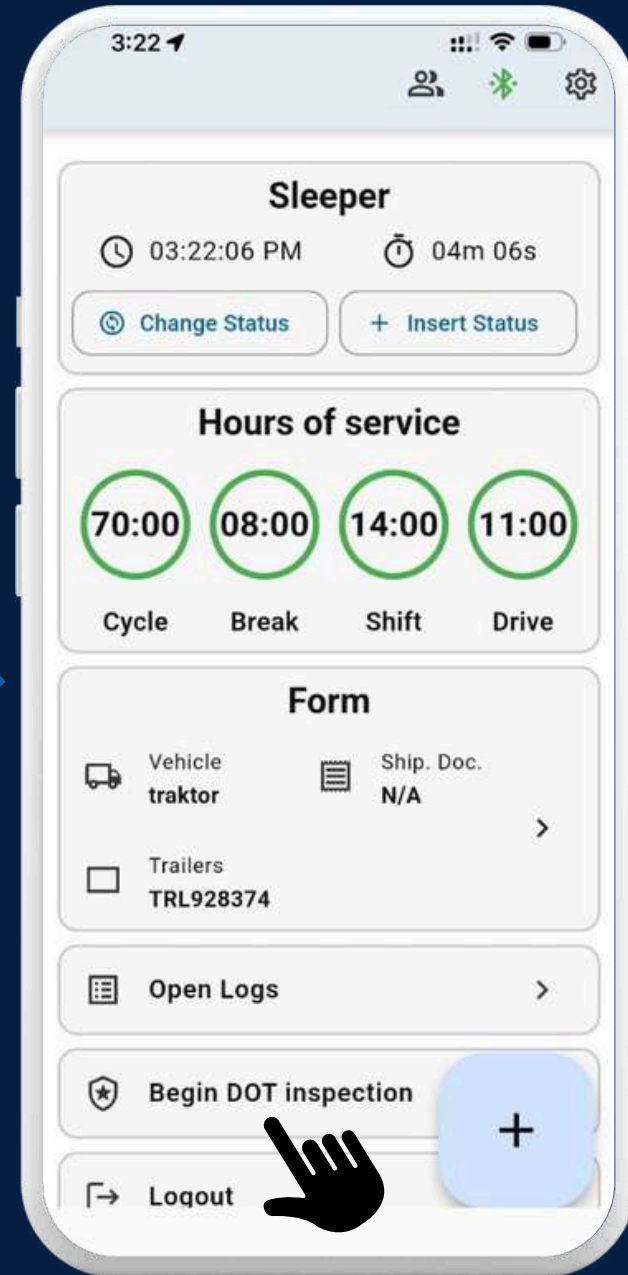 3:22
Sleeper
03:22:06 PM 04m 06s
Change Status + Insert Status
Hours of service
70:00 08:00 14:00 11:00
Cycle Break Shift Drive
Form
Vehicle Ship. Doc.
traktor N/A
Trailers
TRL928374
Open Logs
Begin DOT inspection
+
Logout